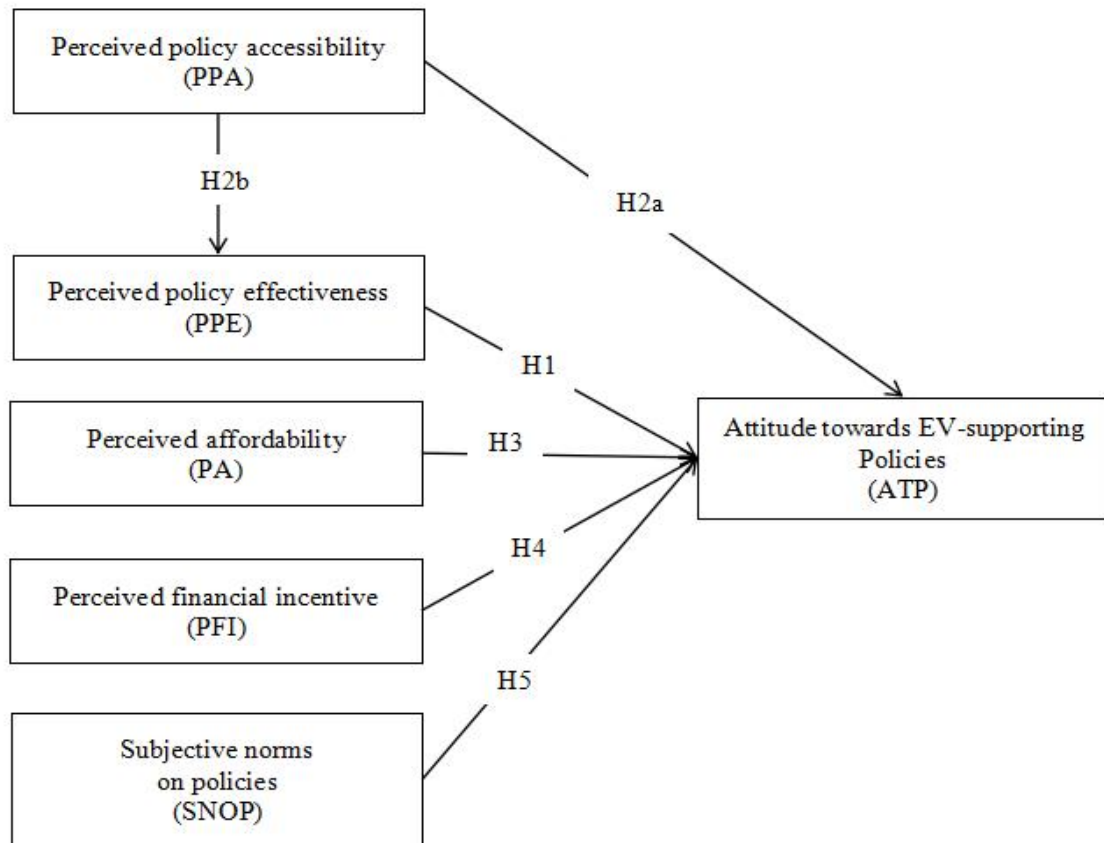 Perceived policy accessibility
(PPA)
H2b
H2a
Perceived policy effectiveness
(PPE)
H1
Perceived affordability
(PA)
H3
Attitude towards EV-supporting
Policies
(ATP)
H4
Perceived financial incentive
(PFI)
H5
Subjective norms
on policies
(SNOP)